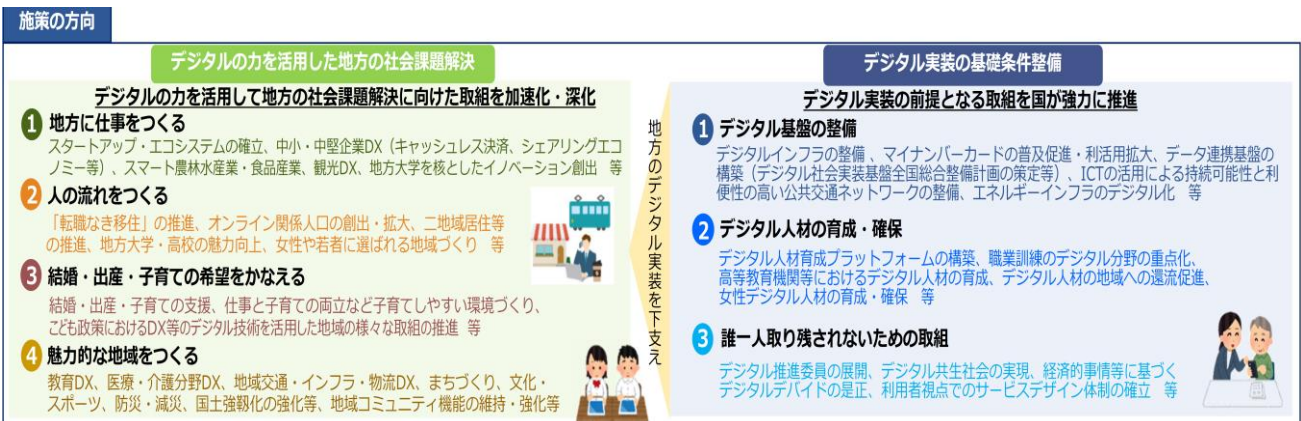 施策の方向
デジタルの力を活用した地方の社会課題解決
デジタルの力を活用して地方の社会課題解決に向けた取組を加速化・深化
1 地方に仕事をつくる
スタートアップ・エコシステムの確立、中小・中堅企業DX（キャッシュレス決済、シェアリングエコ
ノミー等）、スマート農林水産業・食品産業、観光DX、地方大学を核としたイノベーション創出　等
2 人の流れをつくる
「転職なき移住」の推進、オンライン関係人口の創出・拡大、二地域居住等
の推進、地方大学・高校の魅力向上、女性や若者に選ばれる地域づくり　等
3 結婚・出産・子育ての希望をかなえる
結婚・出産・子育ての支援、仕事と子育ての両立など子育てしやすい環境づくり、
こども政策におけるDX等のデジタル技術を活用した地域の様々な取組の推進　等
4 魅力的な地域をつくる
教育DX、医療・介護分野DX、地域交通・インフラ・物流DX、まちづくり、文化・
スポーツ、防災・減災、国土強靱化の強化等、地域コミュニティ機能の維持・強化等
地方のデジタル実装を下支え
デジタル実装の基礎条件整備
デジタル実装の前提となる取組を国が強力に推進
1 デジタル基盤の整備
デジタルインフラの整備 、マイナンバーカードの普及促進・利活用拡大、データ連携基盤の
構築（デジタル社会実装基盤全国総合整備計画の策定等）、ICTの活用による持続可能性と利
便性の高い公共交通ネットワークの整備、エネルギーインフラのデジタル化　等
2 デジタル人材の育成・確保
デジタル人材育成プラットフォームの構築、職業訓練のデジタル分野の重点化、
高等教育機関等におけるデジタル人材の育成、デジタル人材の地域への還流促進、
女性デジタル人材の育成・確保　等
3 誰一人取り残されないための取組
デジタル推進委員の展開、デジタル共生社会の実現、経済的事情等に基づく
デジタルデバイドの是正、利用者視点でのサービスデザイン体制の確立　等